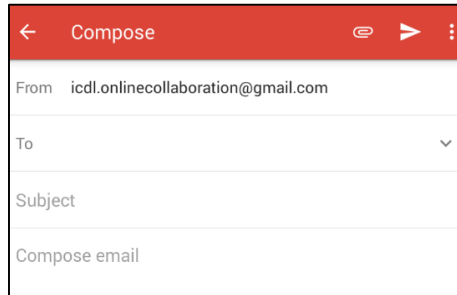 Compose
From icdl.onlinecollaboration@gmail.com
To
Subject
Compose email